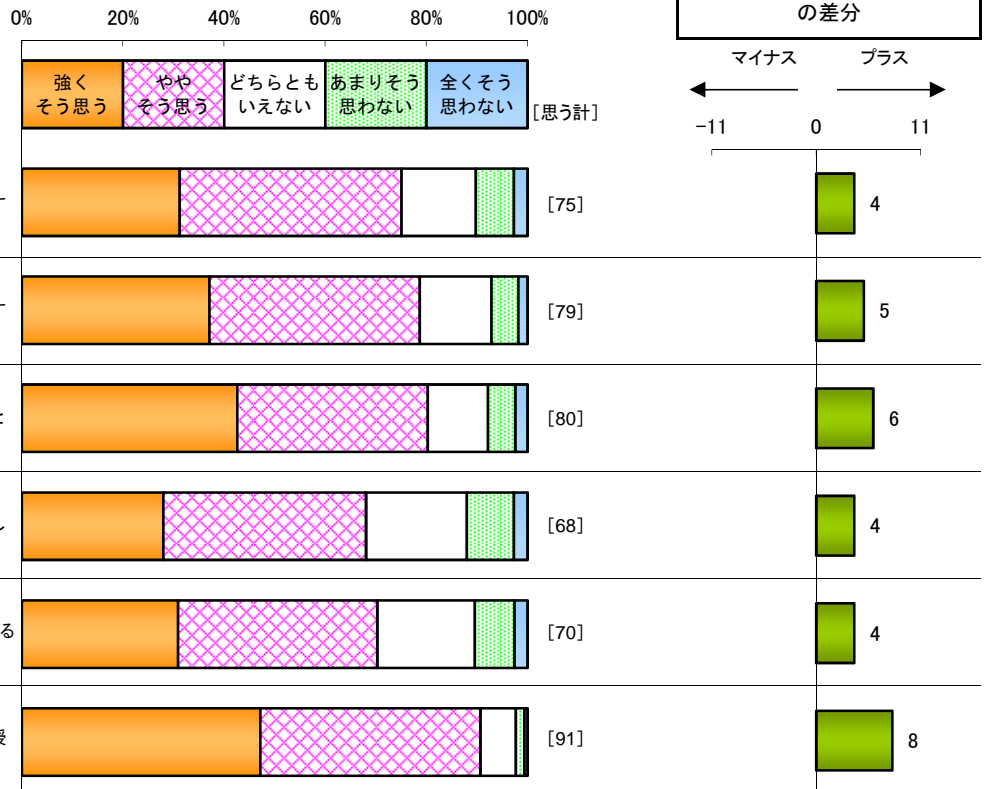 の差分
0% 20% 40% 60% 80% 100%
マイナス プラス
強く
そう思う
やや
そう思う
どちらとも
いえない
あまりそう
思わない
全くそう
思わない
[思う計]
-11 0 11
[75] 4
[79] 5
[80] 6
[68] 4
る [70] 4
[91] 8